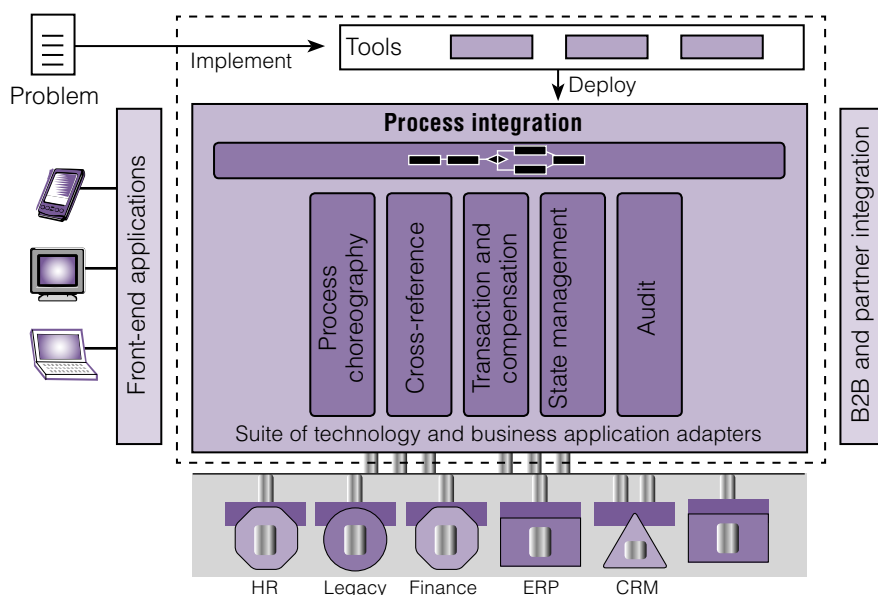 Tools
Implement
Problem
Deploy
Process integration
Front-end applications
Process
choreography
Cross-reference
Transaction and
compensation
State management
Audit
B2B and partner integration
Suite of technology and business application adapters
HR
Legacy
Finance
ERP
CRM